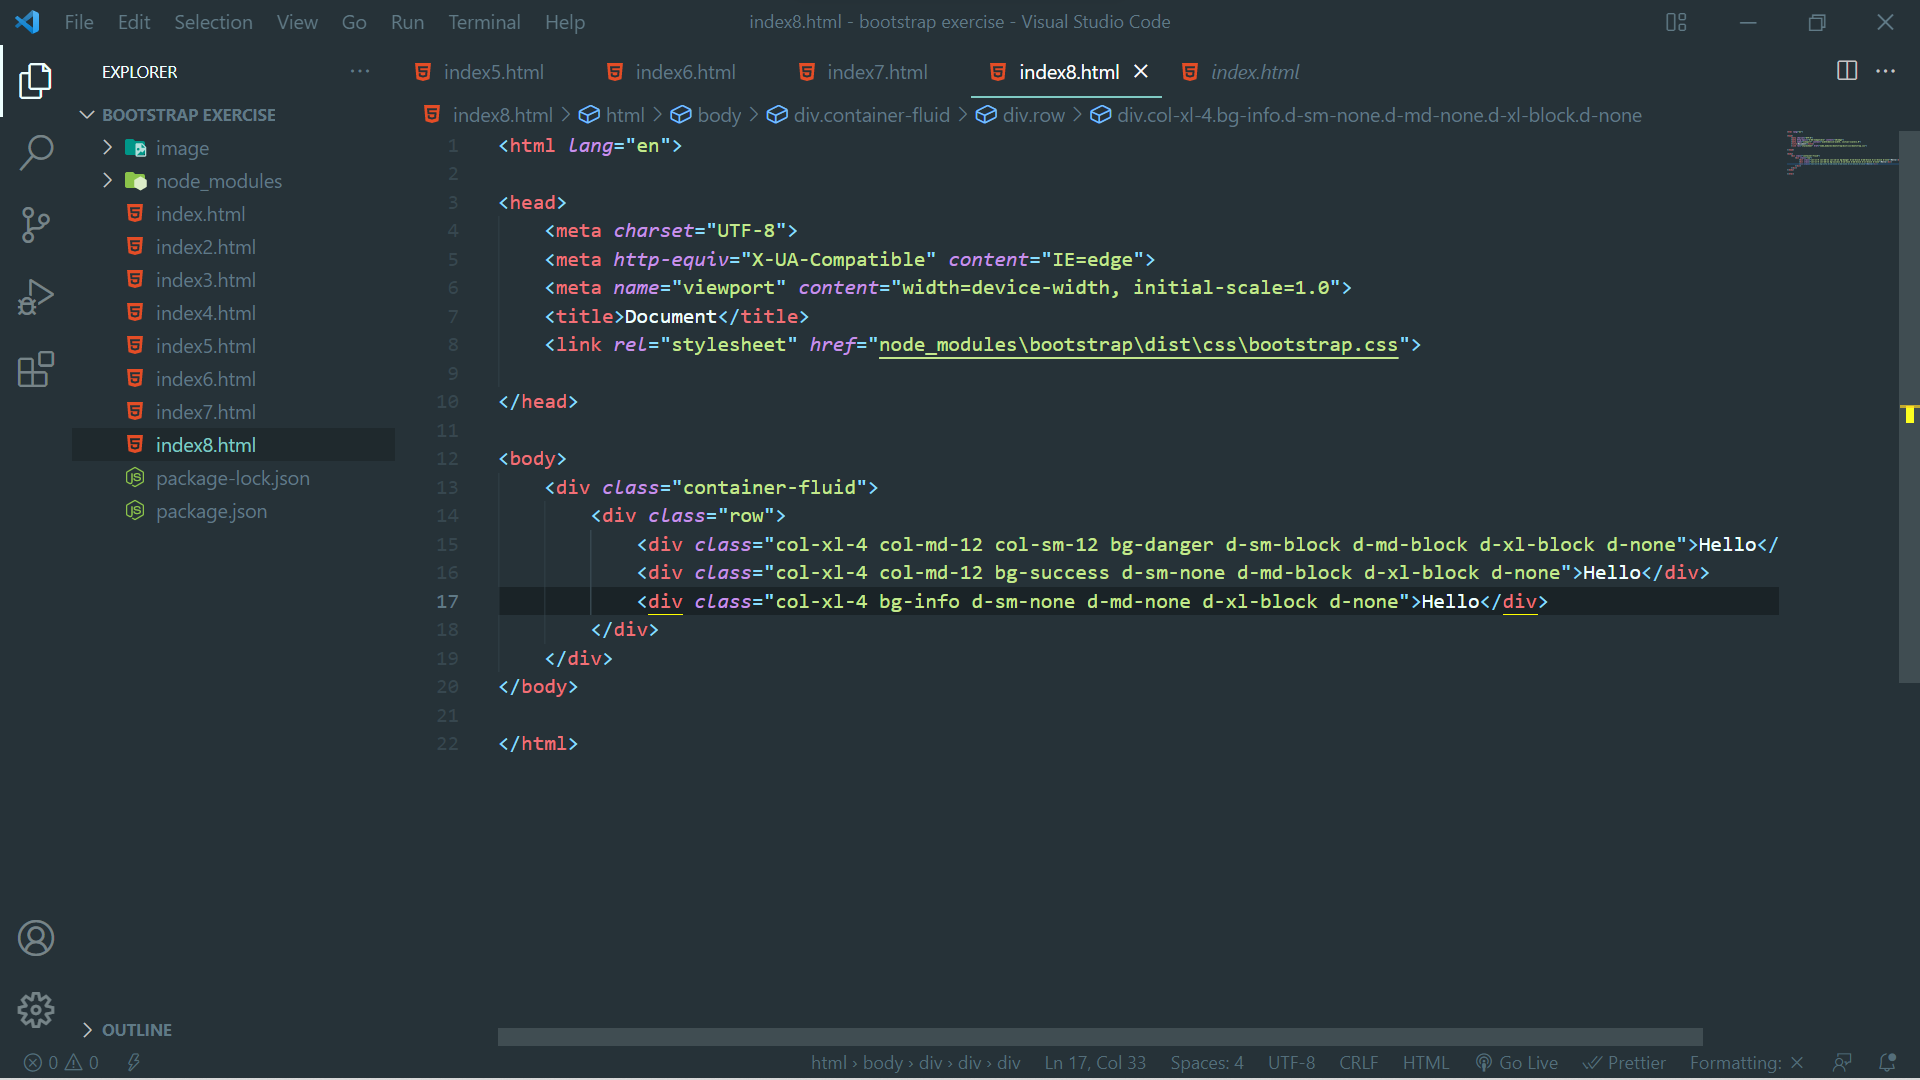 File Edit Selection View Go Run Terminal Help index8.html - bootstrap exercise - Visual Studio Code
EXPLORER
index5.html index6.html index7.html index8.html index.html
BOOTSTRAP EXERCISE
index8.html > html > body > div.container-fluid > div.row > div.col-xl-4.bg-info.d-sm-none.d-md-none.d-xl-block.d-none
image
node_modules
index.html
index2.html
index3.html
index4.html
index5.html
index6.html
index7.html
index8.html
package-lock.json
package.json
1 <html lang="en">
2
3 <head>
4 <meta charset="UTF-8">
5 <meta http-equiv="X-UA-Compatible" content="IE=edge">
6 <meta name="viewport" content="width=device-width, initial-scale=1.0">
7 <title>Document</title>
8 <link rel="stylesheet" href="node_modules\bootstrap\dist\css\bootstrap.css">
9
10 </head>
11
12 <body>
13 <div class="container-fluid">
14 <div class="row">
15 <div class="col-xl-4 col-md-12 col-sm-12 bg-danger d-sm-block d-md-block d-xl-block d-none">Hello</
16 <div class="col-xl-4 col-md-12 bg-success d-sm-none d-md-block d-xl-block d-none">Hello</div>
17 <div class="col-xl-4 bg-info d-sm-none d-md-none d-xl-block d-none">Hello</div>
18 </div>
19 </div>
20 </body>
21
22 </html>
OUTLINE
0 0 html › body › div › div › div Ln 17, Col 33 Spaces: 4 UTF-8 CRLF HTML Go Live Prettier Formatting: ×